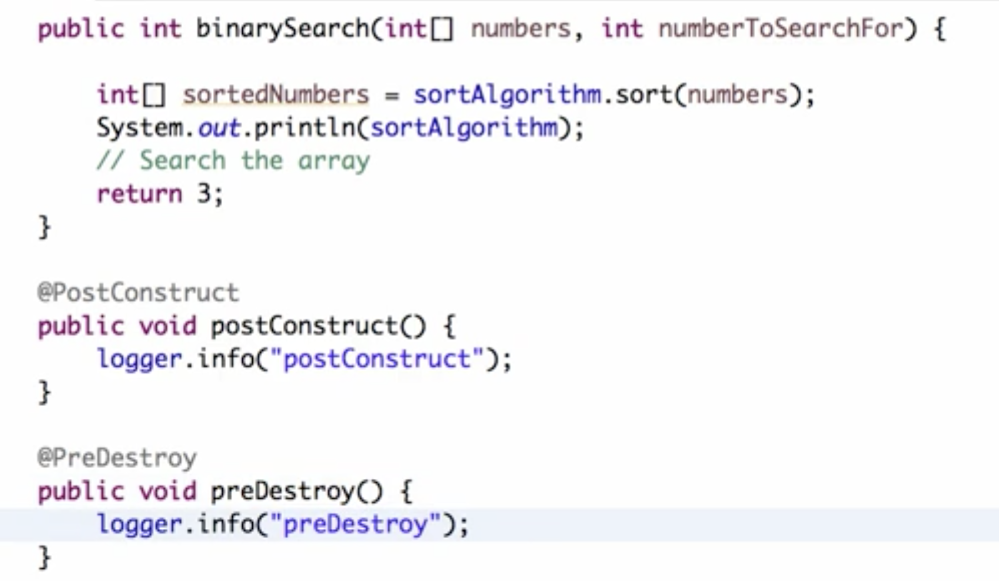 public int binarySearch(int[] numbers, int numberToSearchFor) {
int[] sortedNumbers = sortAlgorithm.sort(numbers);
System.out.println(sortAlgorithm);
// Search the array
return 3;
}
@PostConstruct
public void postConstruct() {
logger.info("postConstruct");
}
@PreDestroy
public void preDestroy() {
logger.info("preDestroy");
}